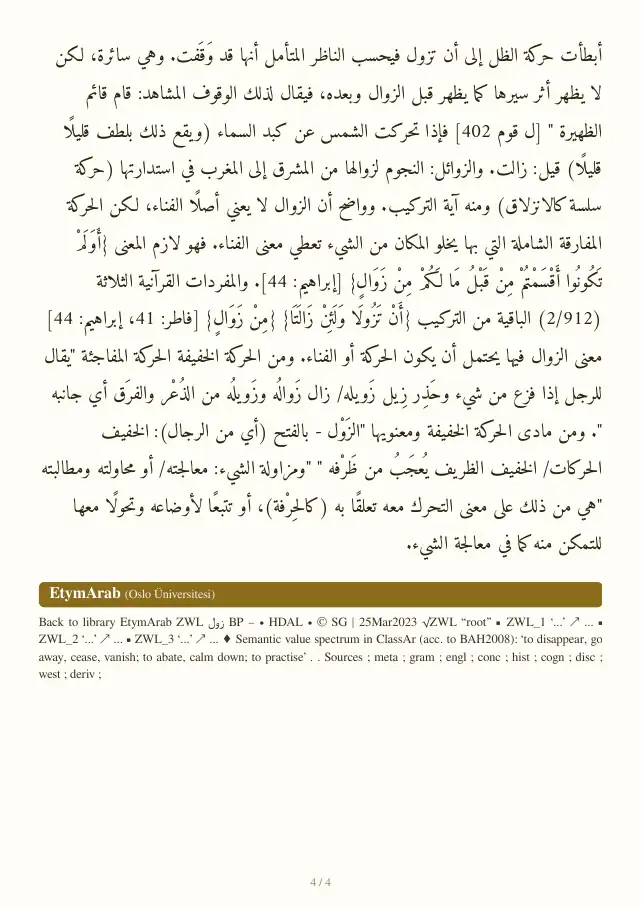 أبطأت حركة الظل إلى أن تزول فيحسب الناظر المتأمل أنها قد وَقَفت. وهي سائرة، لكن
لا يظهر أثر سيرها كما يظهر قبل الزوال وبعده، فيقال لذلك الوقوف المشاهد: قام قائم
الظهيرة " [ل قوم 402] فإذا تحركت الشمس عن كبد السماء (ويقع ذلك بلطف قليلًا
قليلًا) قيل: زالت. والزوائل: النجوم لزوالها من المشرق إلى المغرب في استدارتها (حركة
سلسة كالانزلاق) ومنه آية التركيب. وواضح أن الزوال لا يعني أصلًا الفناء، لكن الحركة
المفارقة الشاملة التي بها يخلو المكان من الشيء تعطي معنى الفناء. فهو لازم المعنى {أَوَلَمْ
تَكُونُوا أَقْسَمْتُمْ مِنْ قَبْلُ مَا لَكُمْ مِنْ زَوَالٍ} [إبراهيم: 44]. والمفردات القرآنية الثلاثة
(2/912) الباقية من التركيب {أَنْ تَزُولَا وَلَئِنْ زَالَتَا} {مِنْ زَوَالٍ} [فاطر: 41، إبراهيم: 44]
معنى الزوال فيها يحتمل أن يكون الحركة أو الفناء. ومن الحركة الخفيفة الحركة المفاجئة "يقال
للرجل إذا فزع من شيء وحَذِر زِيل زَويله/ زال زَوالُه وزَويلُه من الذُعْر والفرَق أي جانبه
". ومن مادى الحركة الخفيفة ومعنويها "الزَوْل - بالفتح (أي من الرجال): الخفيف
الحركات/ الخفيف الظريف يُعجَبُ من ظَرْفه " "ومزاولة الشيء: معالجته/ أو محاولته ومطالبته
"هي من ذلك على معنى التحرك معه تعلقًا به (كالحِرْفة)، أو تتبعًا لأوضاعه وتحولًا معها
للتمكن منه كما في معالجة الشيء.
EtymArab (Oslo Üniversitesi)
Back to library EtymArab ZWL زول BP – • HDAL • © SG | 25Mar2023 √ZWL “root” ▪ ZWL_1 ‘...’ ↗ ... ▪
ZWL_2 ‘...’ ↗ ... ▪ ZWL_3 ‘...’ ↗ ... ♦ Semantic value spectrum in ClassAr (acc. to BAH2008): ‘to disappear, go
away, cease, vanish; to abate, calm down; to practise’ . . Sources ; meta ; gram ; engl ; conc ; hist ; cogn ; disc ;
west ; deriv ;
4 / 4